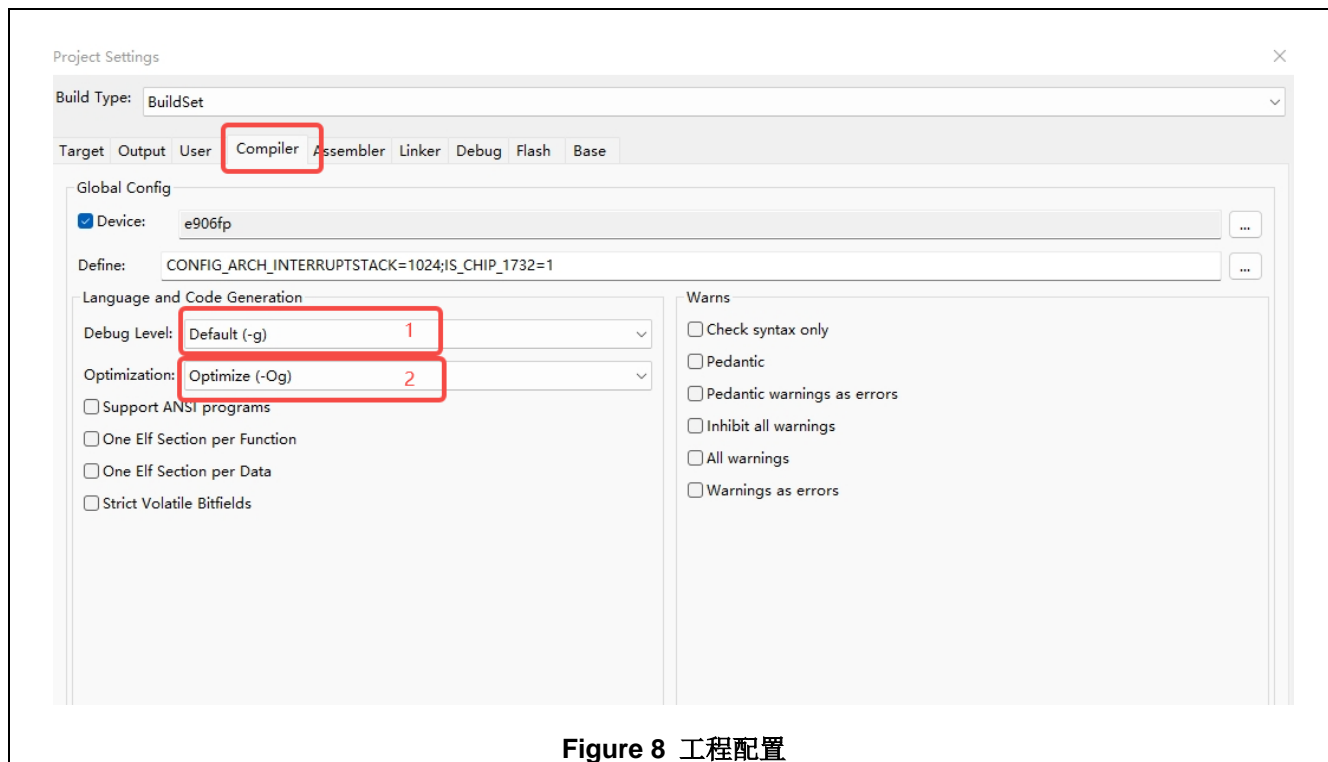 Project Settings
Build Type: BuildSet
Target Output User Compiler Assembler Linker Debug Flash Base
Global Config
Device: e906fp ...
Define: CONFIG_ARCH_INTERRUPTSTACK=1024;IS_CHIP_1732=1 ...
Language and Code Generation
Debug Level: Default (-g) 1
Optimization: Optimize (-Og) 2
Support ANSI programs
One Elf Section per Function
One Elf Section per Data
Strict Volatile Bitfields
Warns
Check syntax only
Pedantic
Pedantic warnings as errors
Inhibit all warnings
All warnings
Warnings as errors
Figure 8 工程配置